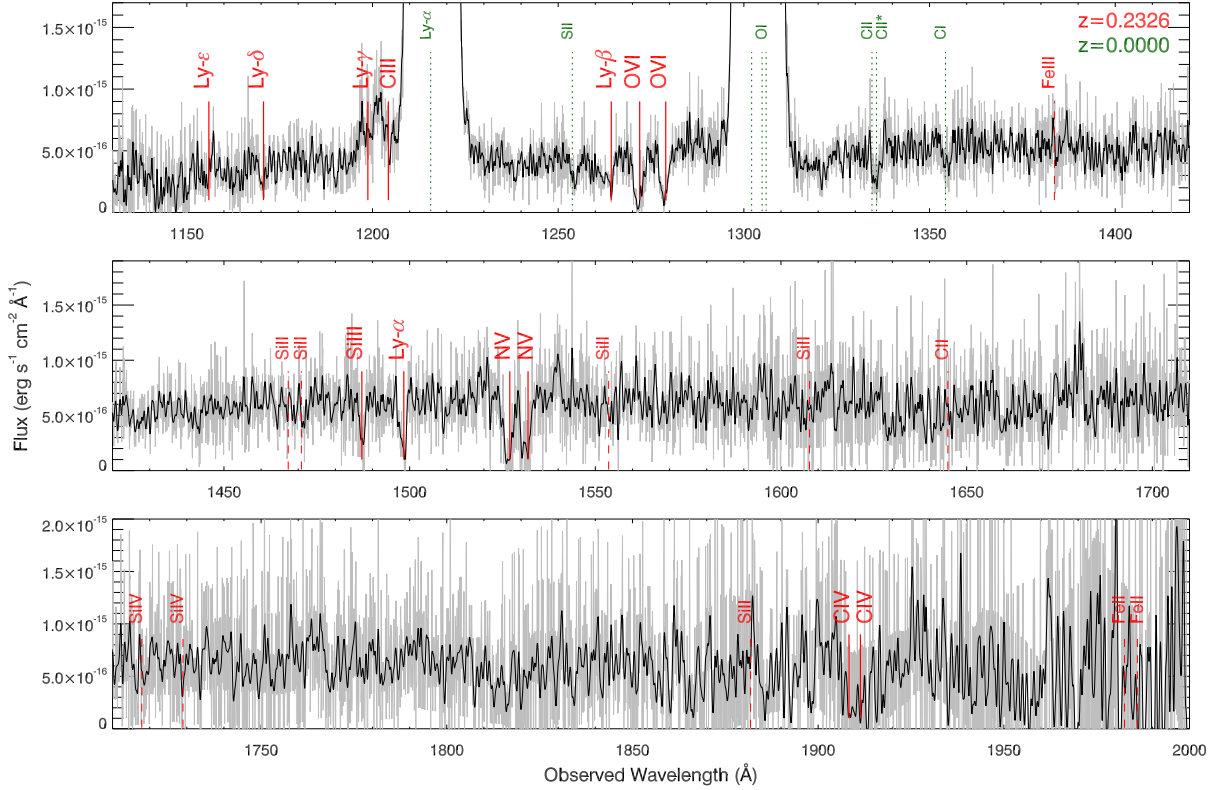 1.5×10⁻¹⁵
1.0×10⁻¹⁵
5.0×10⁻¹⁶
0
Ly-ε
Ly-δ
Ly-γ
CIII
Ly-α
SII
Ly-β
OVI
OVI
OI
CII
CII*
CI
FeIII
z=0.2326
z=0.0000
1150
1200
1250
1300
1350
1400
1.5×10⁻¹⁵
1.0×10⁻¹⁵
5.0×10⁻¹⁶
0
SiII
SiII
SiIII
Ly-α
NV
NV
SiII
SiII
CII
1450
1500
1550
1600
1650
1700
Flux (erg s⁻¹ cm⁻² Å⁻¹)
2.0×10⁻¹⁵
1.5×10⁻¹⁵
1.0×10⁻¹⁵
5.0×10⁻¹⁶
0
SiIV
SiIV
SiII
CIV
CIV
FeII
FeII
1750
1800
1850
1900
1950
2000
Observed Wavelength (Å)